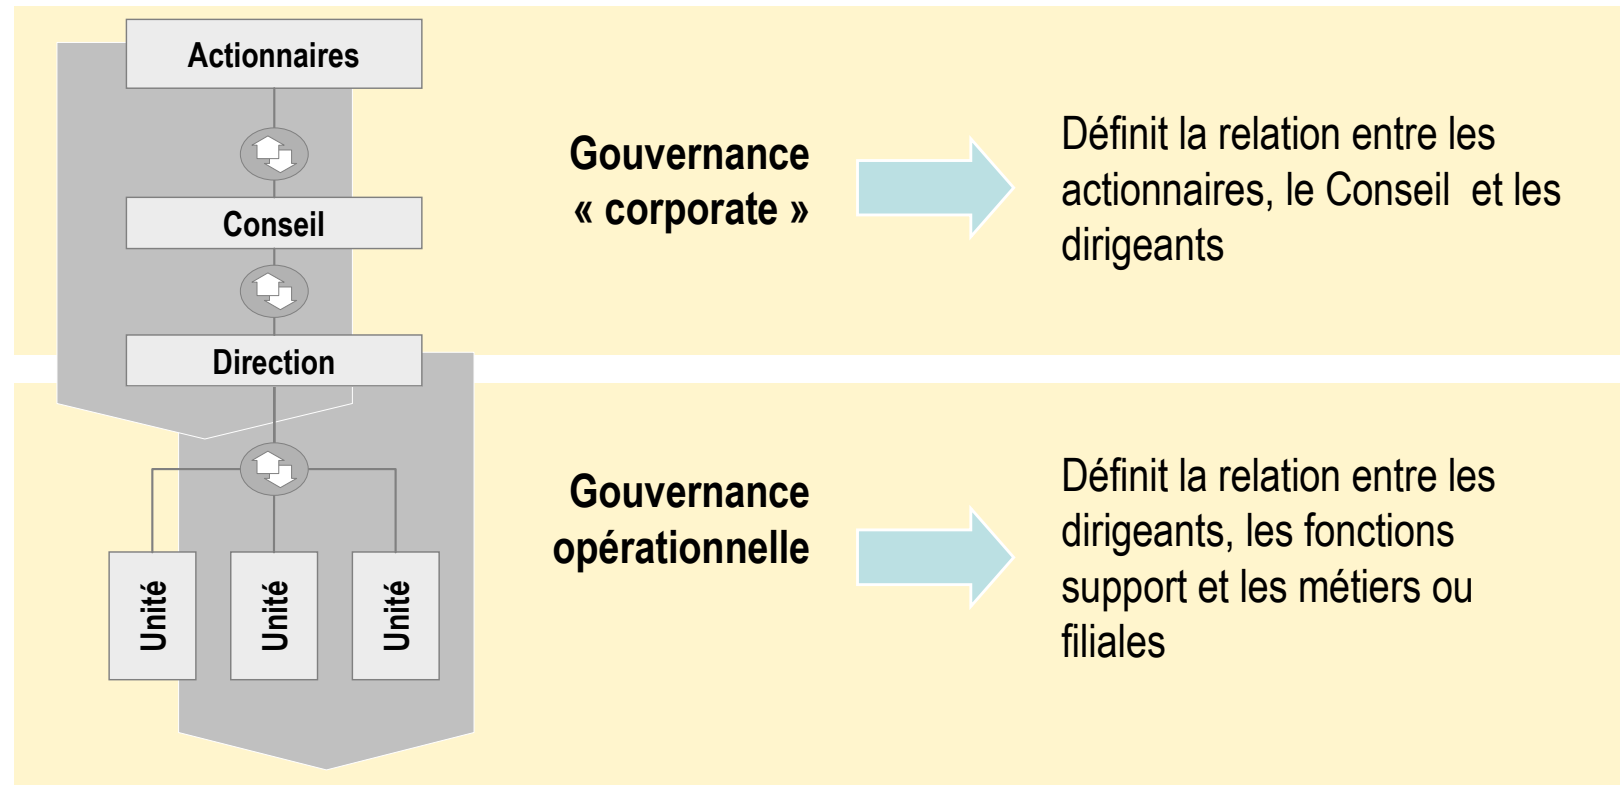 Actionnaires
Conseil
Direction
Unité
Unité
Unité
Gouvernance
« corporate »
Définit la relation entre les
actionnaires, le Conseil et les
dirigeants
Gouvernance
opérationnelle
Définit la relation entre les
dirigeants, les fonctions
support et les métiers ou
filiales